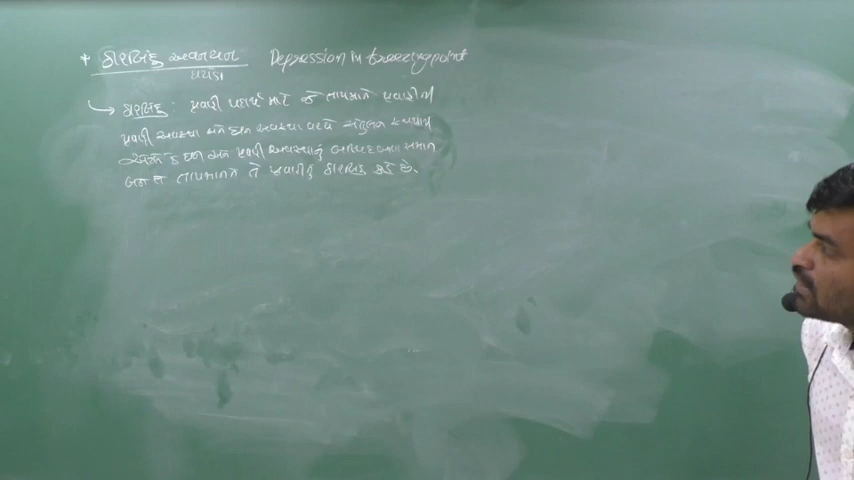 * ઠારબિંદુ અવનયન Depression in freezing point
ઘટાડો
ઠારબિંદુ : પ્રવાહી પદાર્થ માટે જે તાપમાને પ્રવાહીની
પ્રવાહી અવસ્થા અને ઘન અવસ્થા વચ્ચે સંતુલન સ્થપાય
ઘન અને પ્રવાહી અવસ્થાનું બાષ્પદબાણ સમાન
બને તે તાપમાનને તે પ્રવાહીનું ઠારબિંદુ કહે છે.